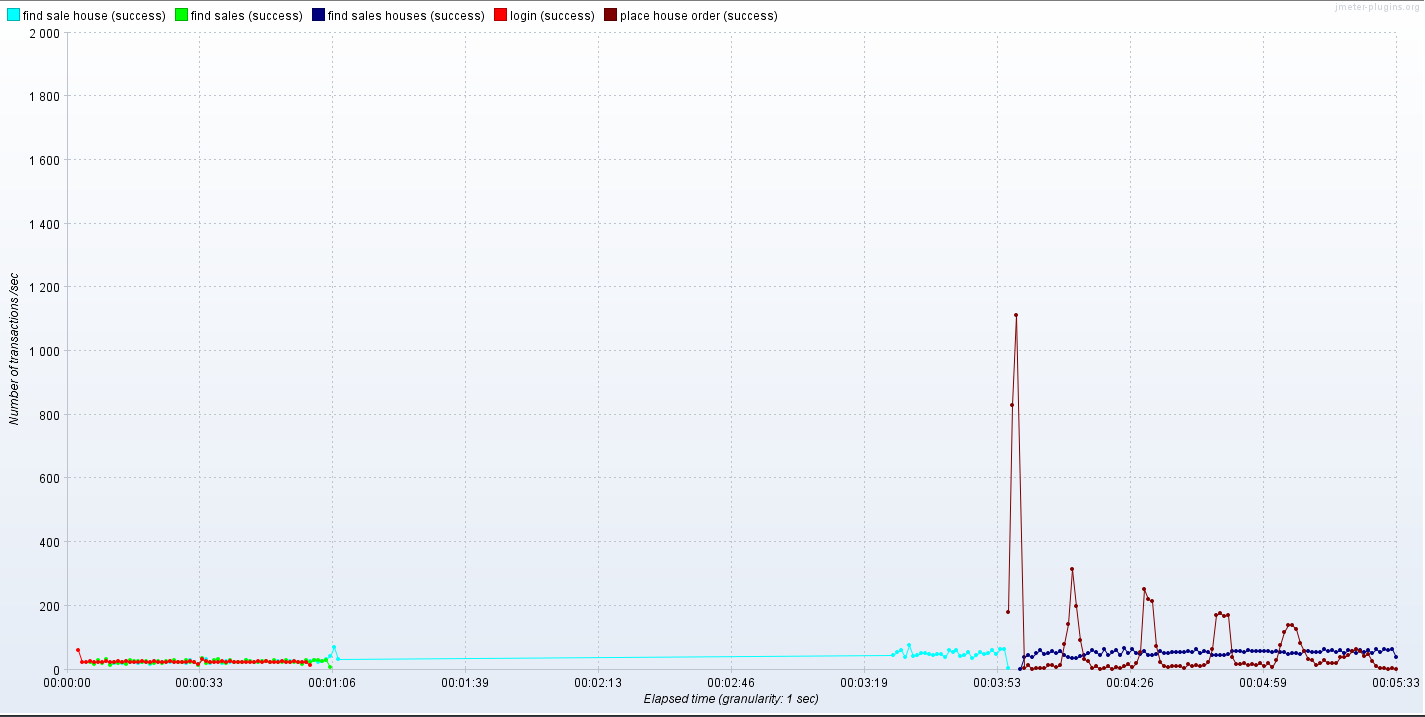 jmeter-plugins.org
find sale house (success) find sales (success) find sales houses (success) login (success) place house order (success)
2 000
1 800
1 600
1 400
1 200
1 000
800
600
400
200
0
Number of transactions /sec
00:00:00 00:00:33 00:01:06 00:01:39 00:02:13 00:02:46 00:03:19 00:03:53 00:04:26 00:04:59 00:05:33
Elapsed time (granularity: 1 sec)